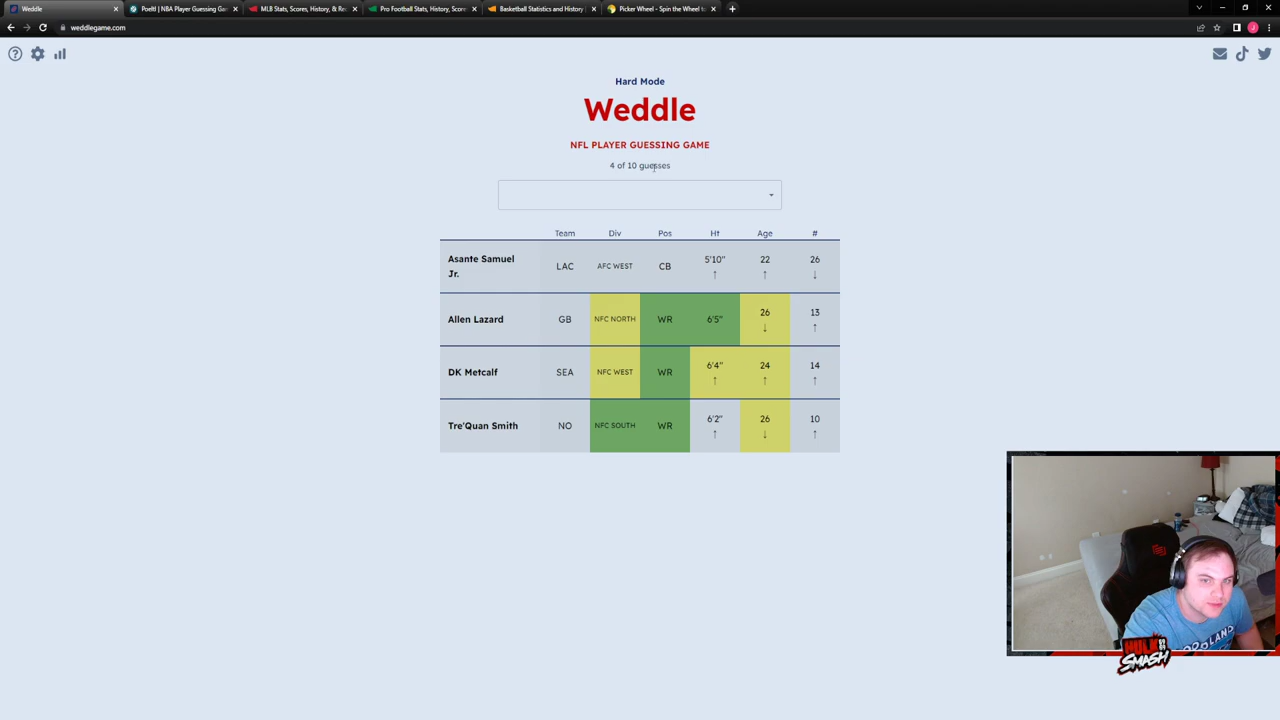 Weddle
Poeltl | NBA Player Guessing Gam
MLB Stats, Scores, History, & Re
Pro Football Stats, History, Score
Basketball Statistics and History
Picker Wheel - Spin the Wheel to
weddlegame.com
Hard Mode
Weddle
NFL PLAYER GUESSING GAME
4 of 10 guesses
Team Div Pos Ht Age #
Asante Samuel Jr. LAC AFC WEST CB 5'10" ↑ 22 ↑ 26 ↓
Allen Lazard GB NFC NORTH WR 6'5" 26 ↓ 13 ↑
DK Metcalf SEA NFC WEST WR 6'4" ↑ 24 ↑ 14 ↑
Tre'Quan Smith NO NFC SOUTH WR 6'2" ↑ 26 ↓ 10 ↑
HULK
SMASH